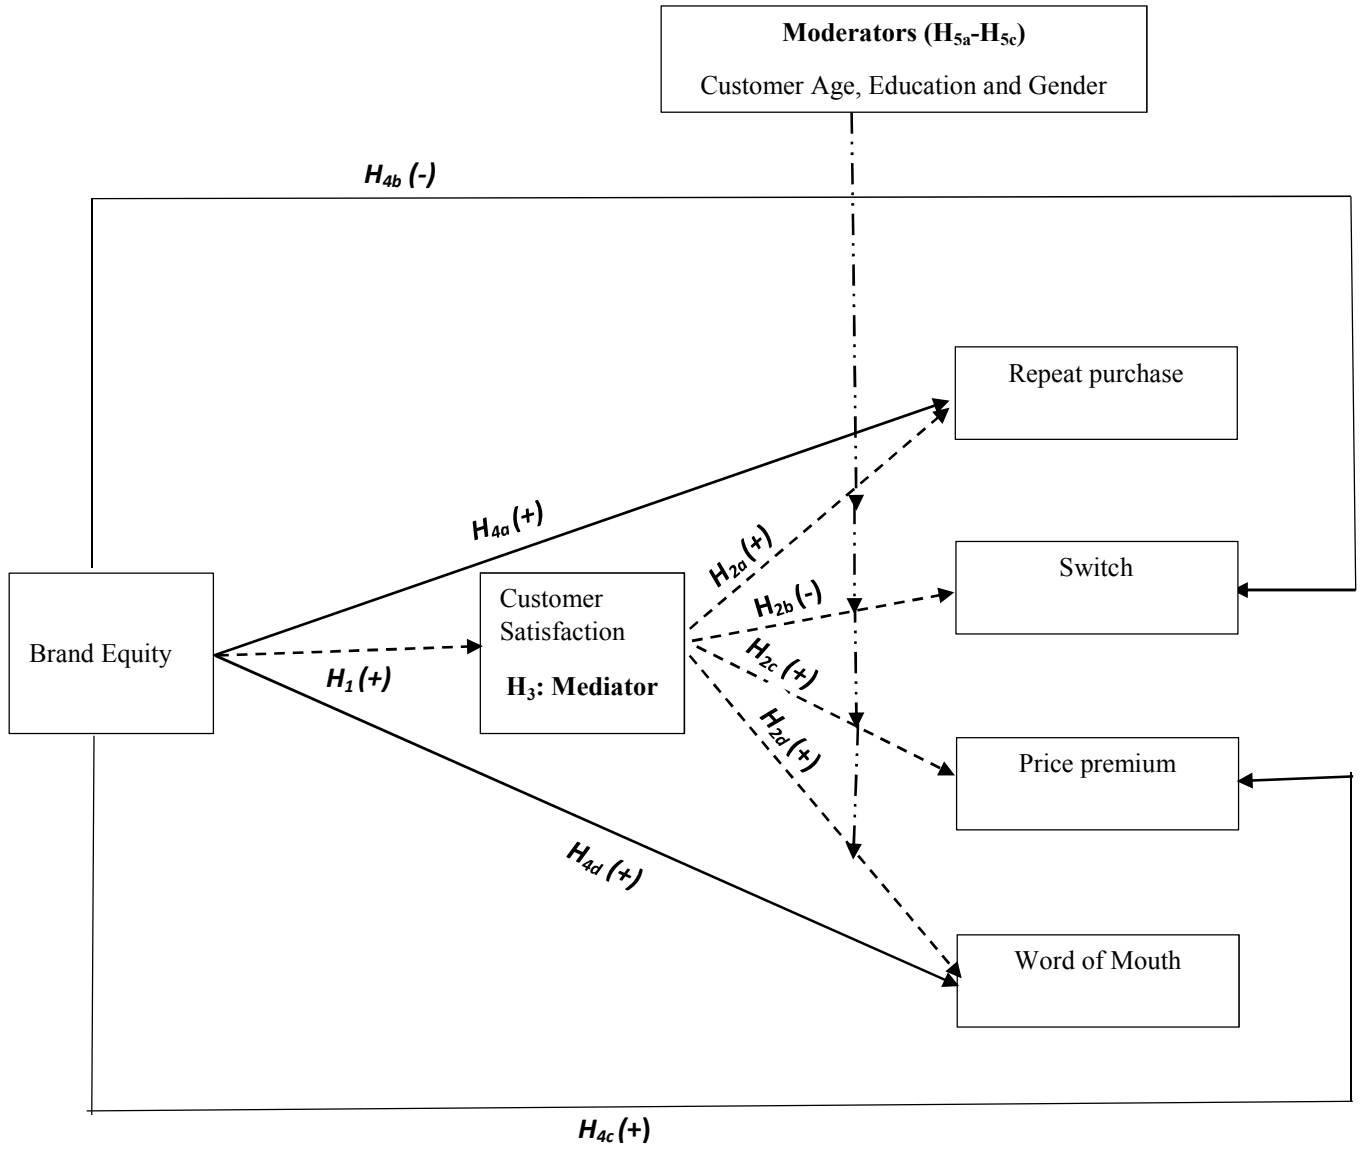 Moderators (H5a-H5c)
Customer Age, Education and Gender
H4b (-)
Repeat purchase
H4a (+)
H2a (+)
Switch
Customer
Satisfaction
H2b (-)
Brand Equity
H1 (+)
H2c (+)
H3: Mediator
H2d (+)
Price premium
H4d (+)
Word of Mouth
H4c (+)